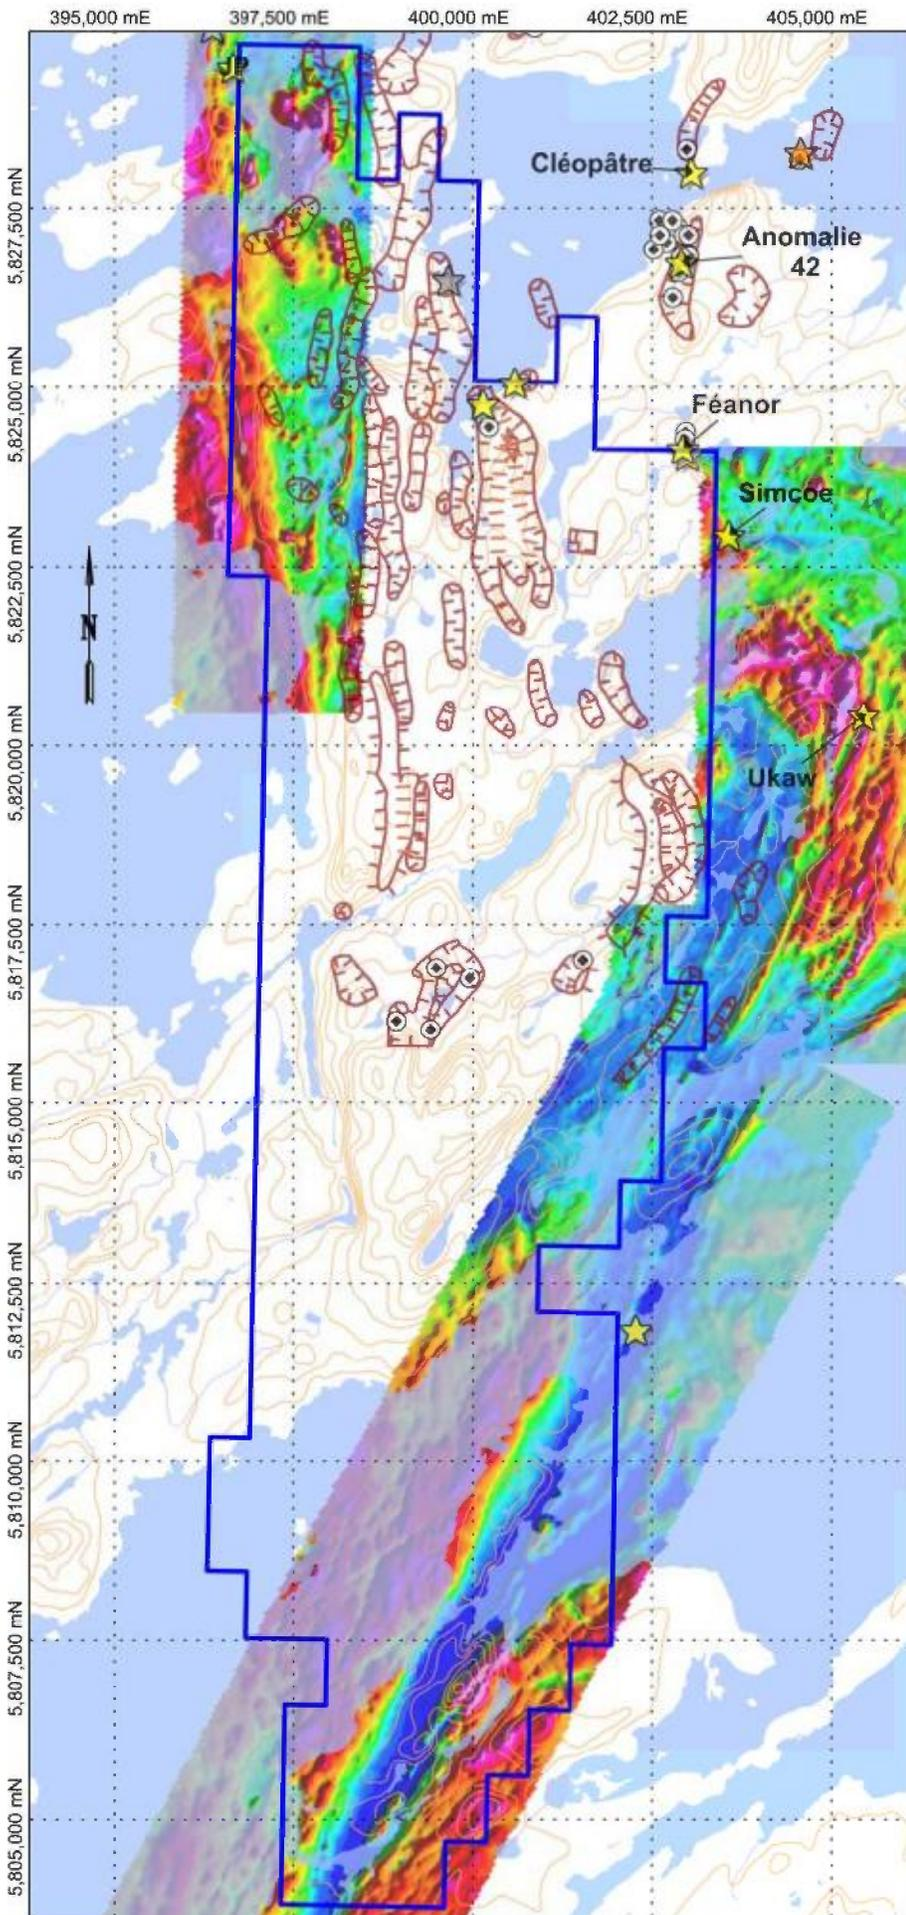 395,000 mE 397,500 mE 400,000 mE 402,500 mE 405,000 mE
Cléopâtre
5,827,500 mN
Anomalie
42
5,825,000 mN
Féanor
Simcoe
5,822,500 mN
N
5,820,000 mN
Ukaw
5,817,500 mN
5,815,000 mN
5,812,500 mN
5,810,000 mN
5,807,500 mN
5,805,000 mN